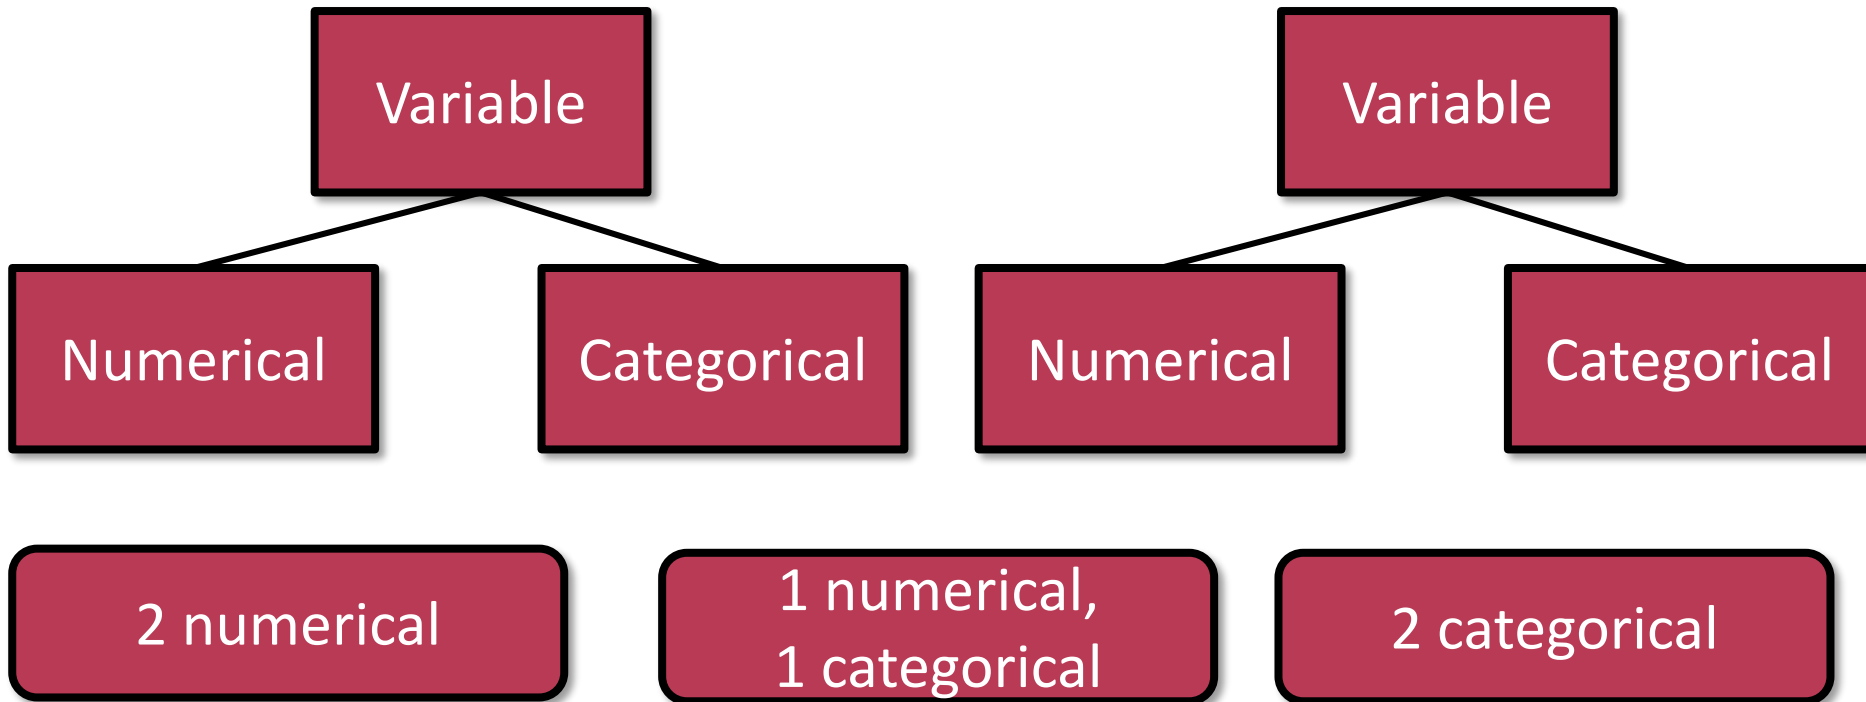 Variable
Variable
Numerical
Categorical
Numerical
Categorical
2 numerical
1 numerical,
1 categorical
2 categorical